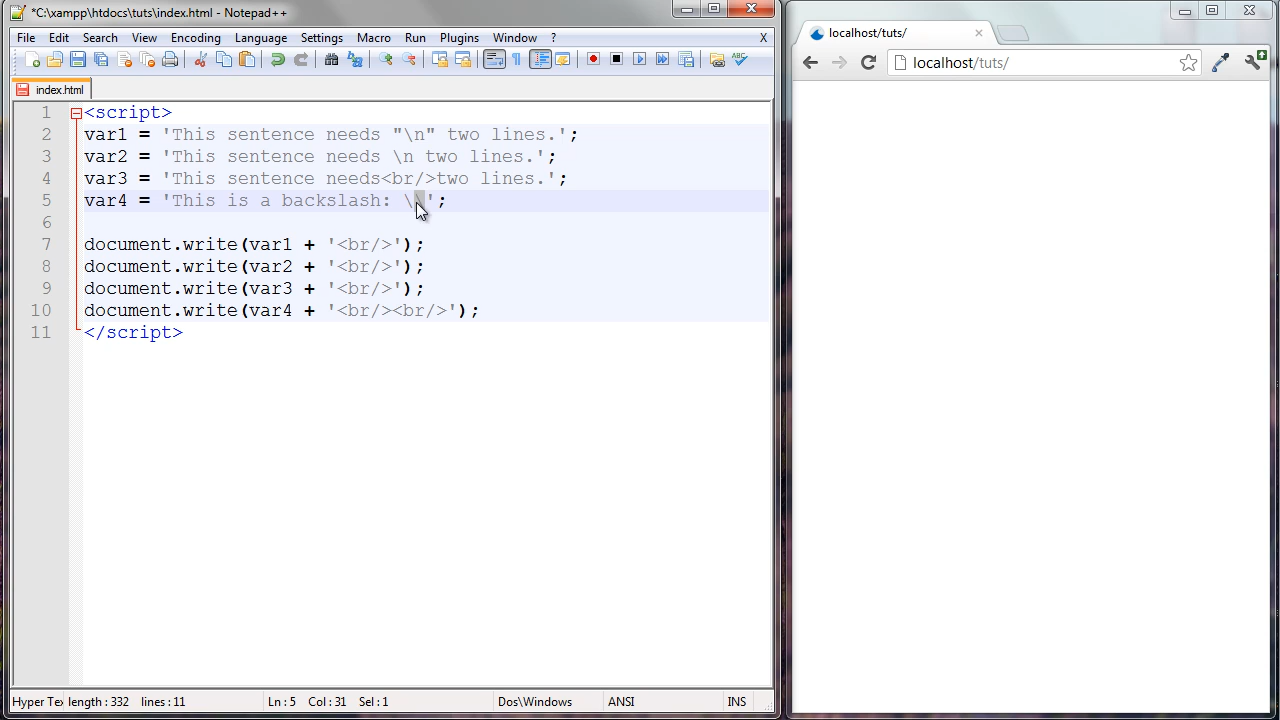 *C:\xampp\htdocs\tuts\index.html - Notepad++
File Edit Search View Encoding Language Settings Macro Run Plugins Window ? X
index.html
1 <script>
2 var1 = 'This sentence needs "\n" two lines.';
3 var2 = 'This sentence needs \n two lines.';
4 var3 = 'This sentence needs<br/>two lines.';
5 var4 = 'This is a backslash: \\';
6
7 document.write(var1 + '<br/>');
8 document.write(var2 + '<br/>');
9 document.write(var3 + '<br/>');
10 document.write(var4 + '<br/><br/>');
11 </script>
Hyper Tex length : 332 lines : 11 Ln : 5 Col : 31 Sel : 1 Dos\Windows ANSI INS
localhost/tuts/
localhost/tuts/